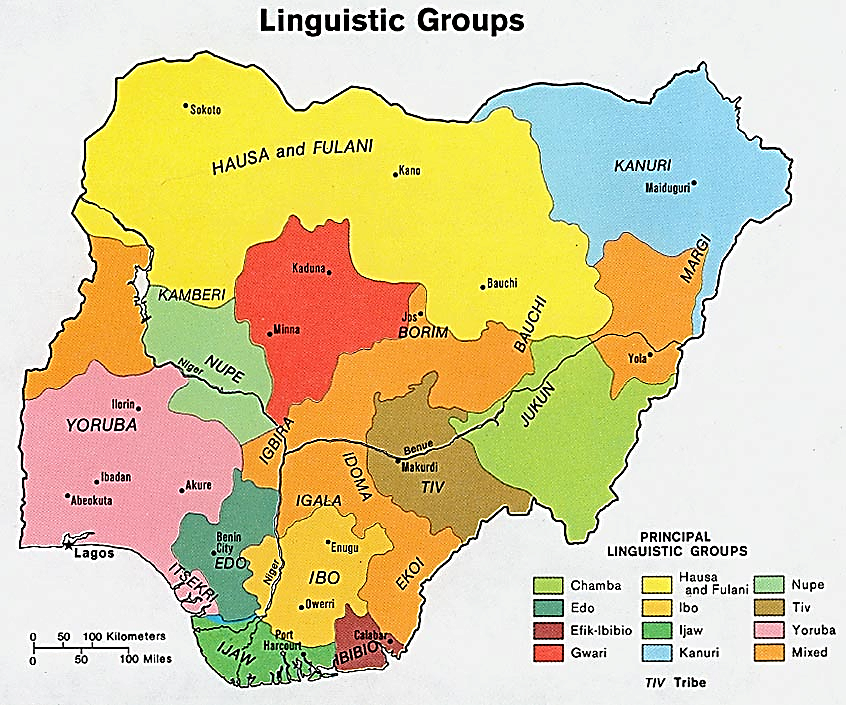 Linguistic Groups
Sokoto
HAUSA and FULANI
Kano
KANURI
Maiduguri
MARGI
Kaduna
Bauchi
KAMBERI
Jos
BORIM
BAUCHI
Minna
Yola
Niger
NUPE
JUKUN
Ilorin
YORUBA
IGBIRA
Benue
Makurdi
IDOMA
TIV
Ibadan
Abeokuta
Akure
IGALA
Benin
City
EDO
Enugu
Lagos
ITSEKRI
Niger
IBO
EKOI
Owerri
Port
Harcourt
Calabar
IJAW
IBIBIO
0 50 100 Kilometers
0 50 100 Miles
PRINCIPAL
LINGUISTIC GROUPS
Chamba
Edo
Efik-Ibibio
Gwari
Hausa
and Fulani
Ibo
Ijaw
Kanuri
Nupe
Tiv
Yoruba
Mixed
TIV Tribe